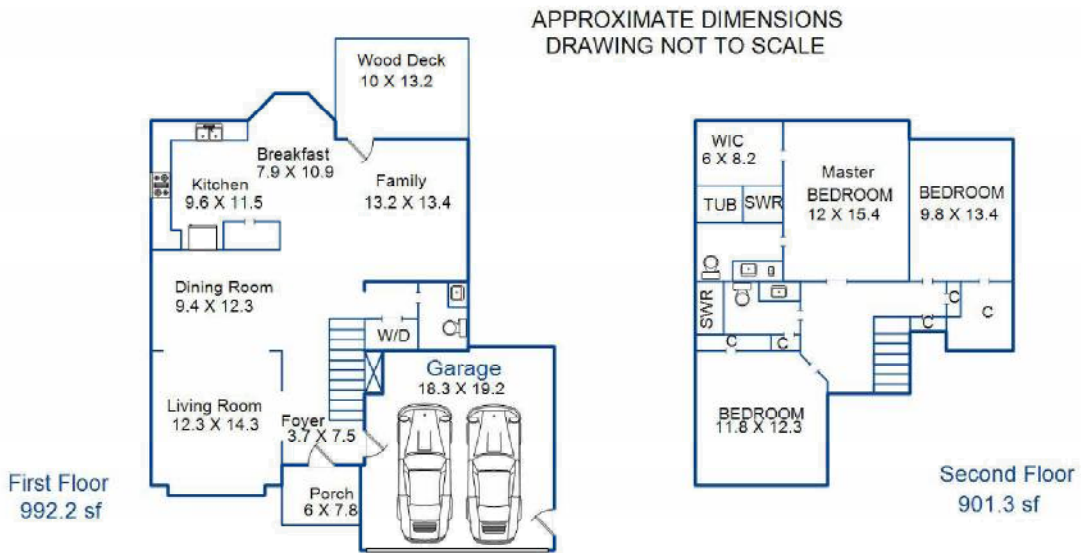 APPROXIMATE DIMENSIONS
DRAWING NOT TO SCALE
Wood Deck
10 X 13.2
Breakfast
7.9 X 10.9
Kitchen
9.6 X 11.5
Family
13.2 X 13.4
Dining Room
9.4 X 12.3
W/D
Garage
18.3 X 19.2
Living Room
12.3 X 14.3
Foyer
3.7 X 7.5
Porch
6 X 7.8
First Floor
992.2 sf
WIC
6 X 8.2
TUB
SWR
Master
BEDROOM
12 X 15.4
BEDROOM
9.8 X 13.4
SWR
C
C
C
C
C
BEDROOM
11.8 X 12.3
Second Floor
901.3 sf